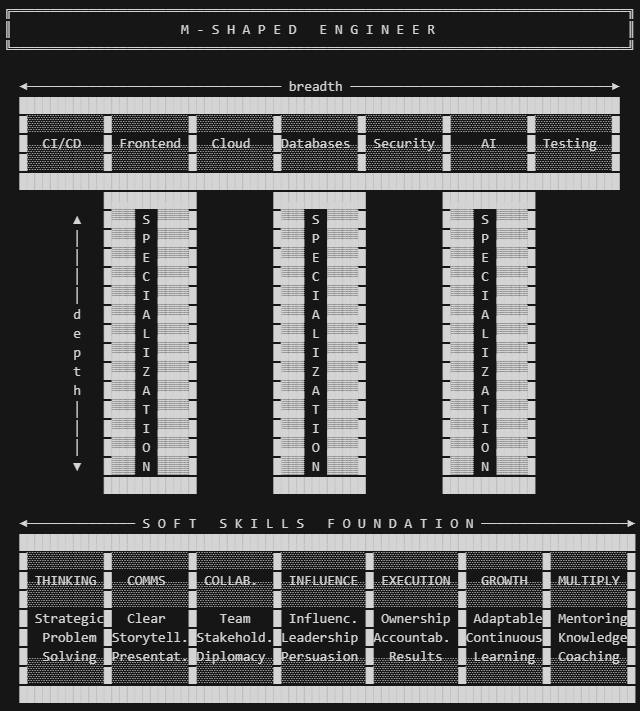 M-SHAPED ENGINEER
breadth
CI/CD Frontend Cloud Databases Security AI Testing
depth
SPECIALIZATION SPECIALIZATION SPECIALIZATION
SOFT SKILLS FOUNDATION
THINKING COMMS COLLAB. INFLUENCE EXECUTION GROWTH MULTIPLY
Strategic Clear Team Influenc. Ownership Adaptable Mentoring
Problem Storytell. Stakehold. Leadership Accountab. Continuous Knowledge
Solving Presentat. Diplomacy Persuasion Results Learning Coaching